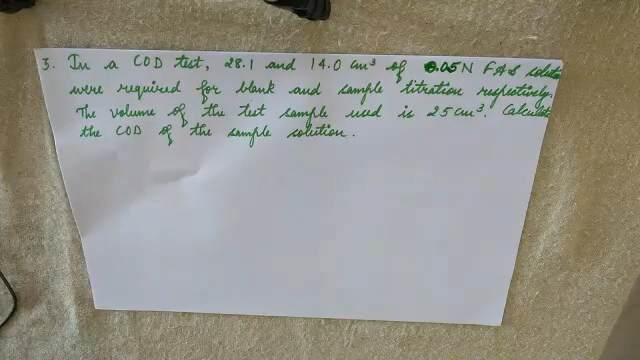 3. In a COD test, 28.1 and 14.0 cm³ of 0.05N FAS solution
were required for blank and sample titration respectively.
The volume of the test sample used is 25 cm³. Calculate
the COD of the sample solution.